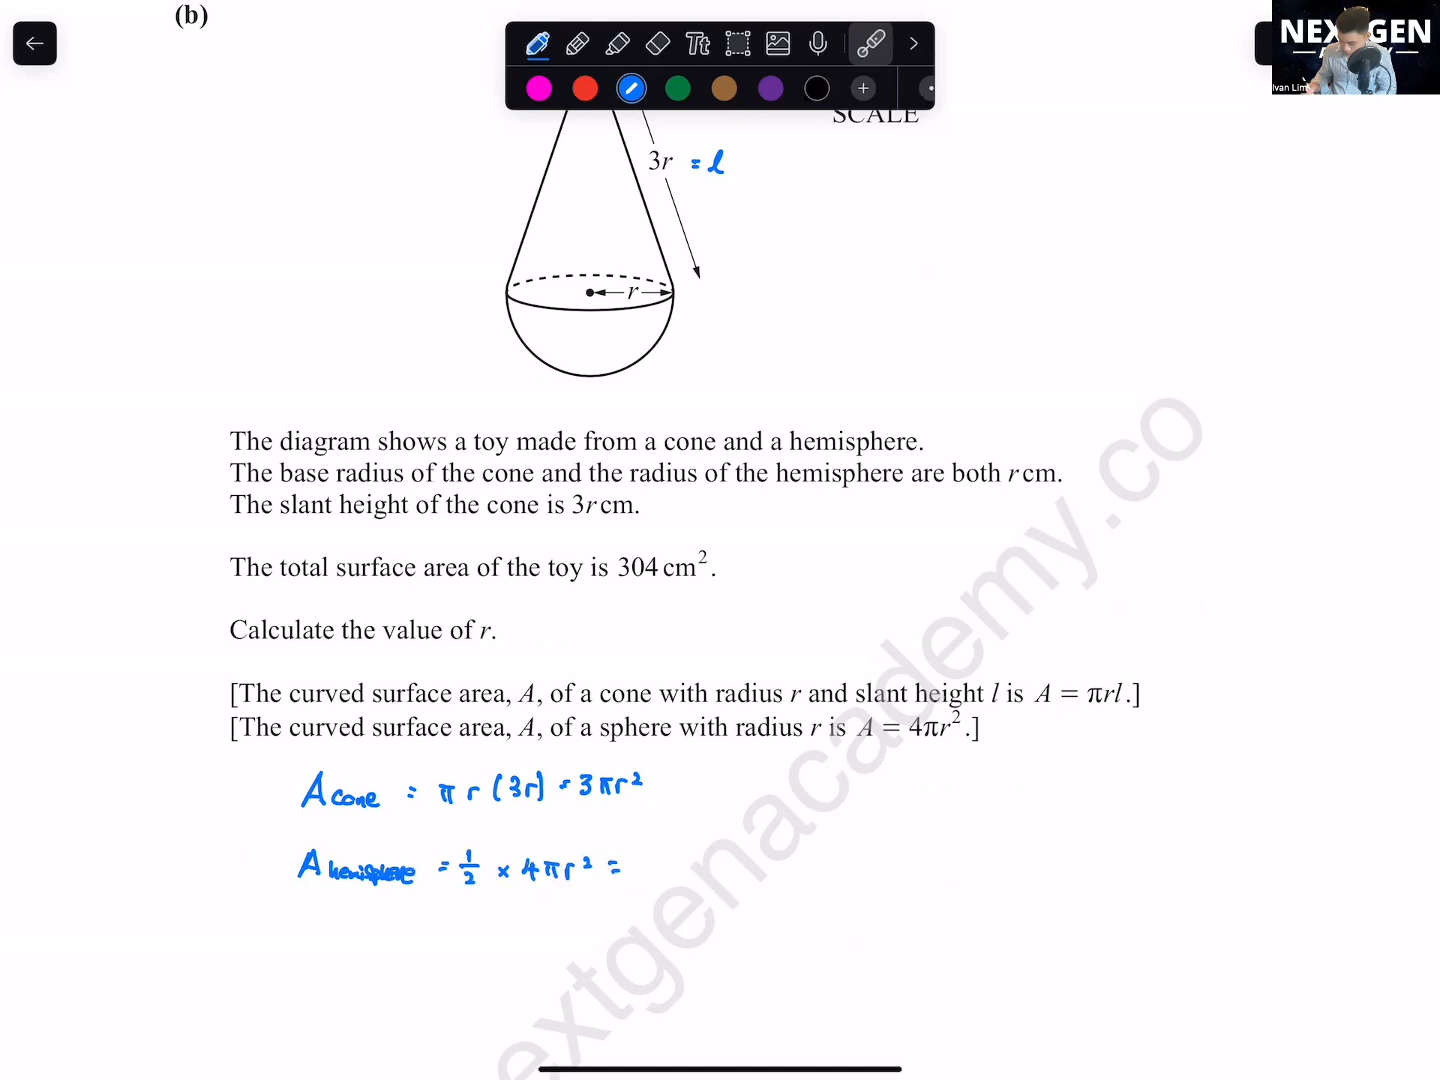 (b)
Tt
NEXTGEN
Ivan Lim
SCALE
3r = l
r
The diagram shows a toy made from a cone and a hemisphere.
The base radius of the cone and the radius of the hemisphere are both r cm.
The slant height of the cone is 3r cm.
The total surface area of the toy is 304 cm².
Calculate the value of r.
[The curved surface area, A, of a cone with radius r and slant height l is A = πrl.]
[The curved surface area, A, of a sphere with radius r is A = 4πr².]
A cone = π r (3r) = 3πr²
A hemisphere = 1/2 × 4πr² =
extgenacademy.co